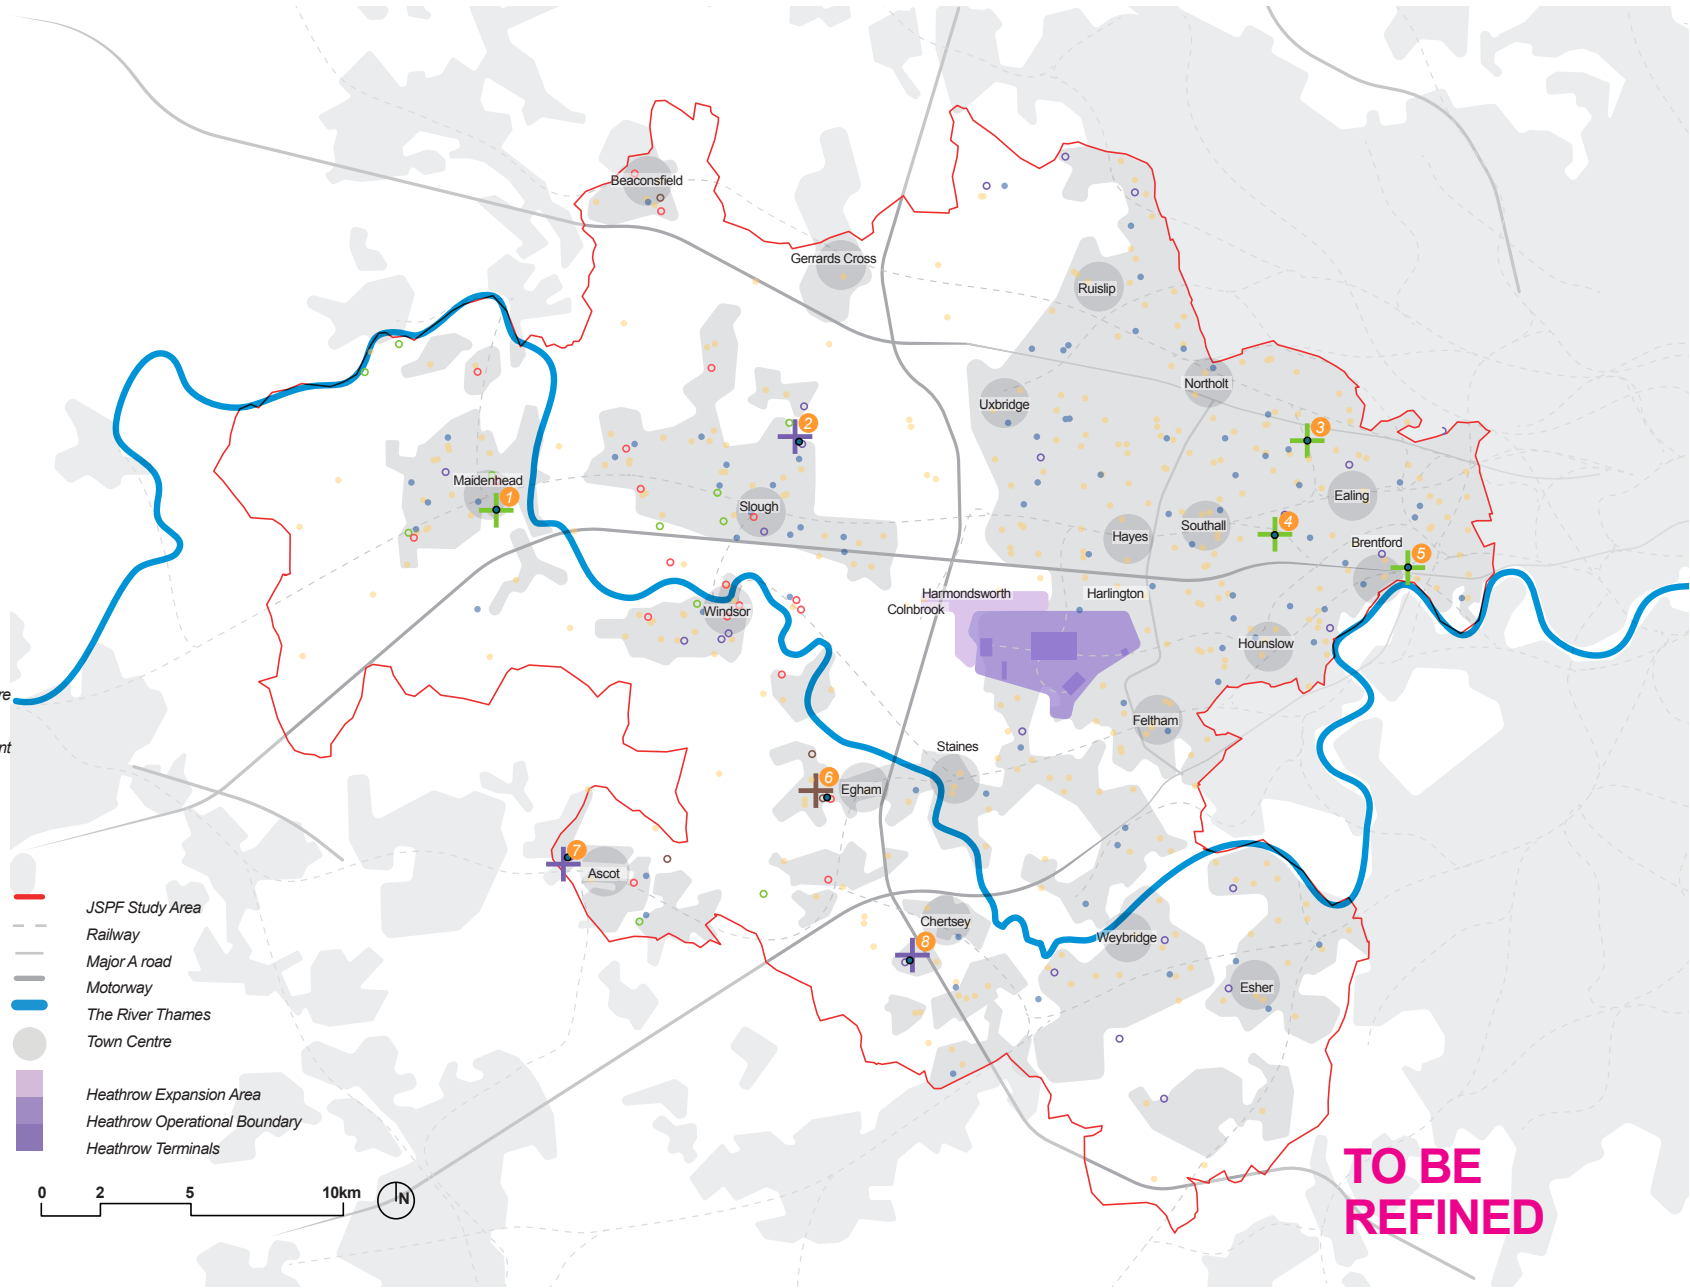 Beaconsfield
Gerrards Cross
Ruislip
Northolt
Uxbridge
2
3
Maidenhead
1
Slough
Ealing
4
Southall
Hayes
Brentford
5
Harmondsworth
Harlington
Colnbrook
Windsor
Hounslow
re
Feltham
nt
Staines
6
Egham
7
Ascot
JSPF Study Area
Railway
Major A road
Motorway
The River Thames
Town Centre
Heathrow Expansion Area
Heathrow Operational Boundary
Heathrow Terminals
Chertsey
8
Weybridge
Esher
0 2 5 10km
N
TO BE
REFINED